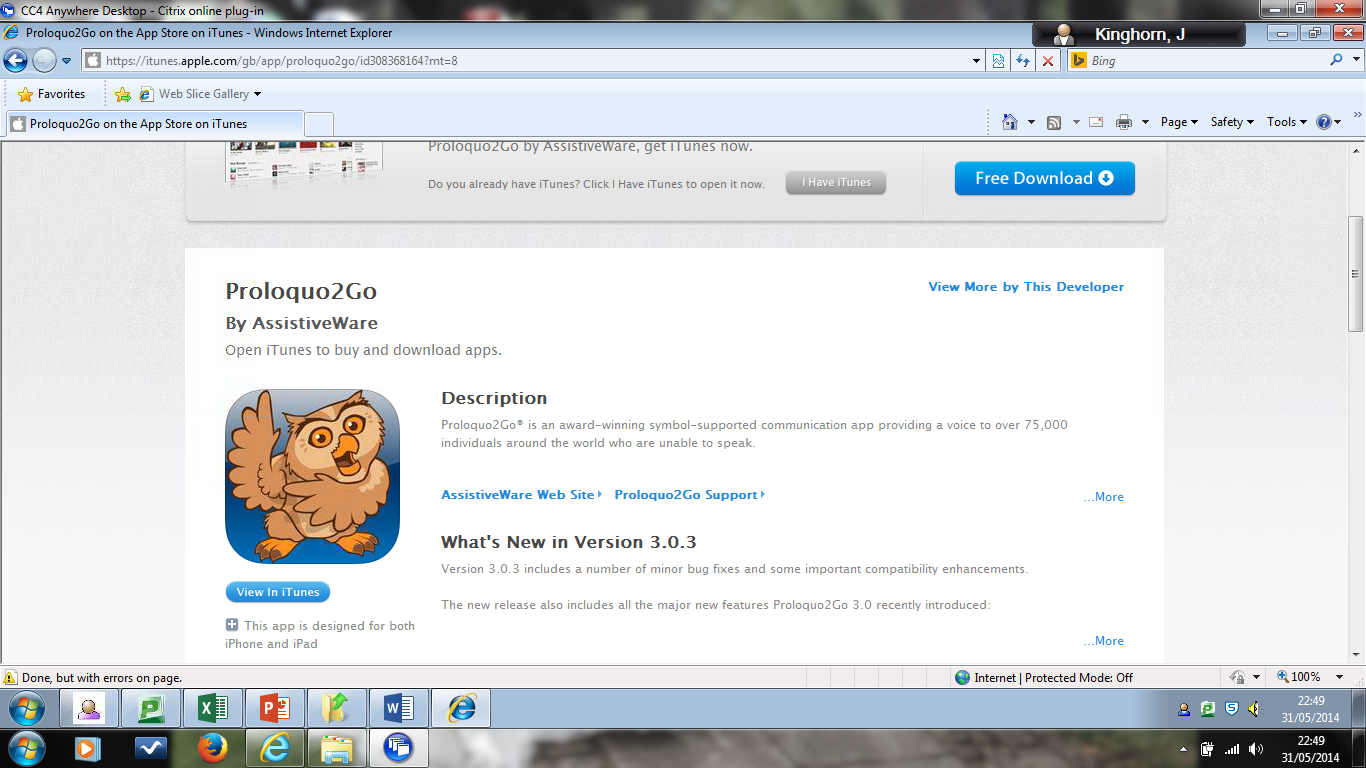 CC4 Anywhere Desktop - Citrix online plug-in
Proloquo2Go on the App Store on iTunes - Windows Internet Explorer
Kinghorn, J
https://itunes.apple.com/gb/app/proloquo2go/id308368164?mt=8
Bing
Favorites
Web Slice Gallery
Proloquo2Go on the App Store on iTunes
Page
Safety
Tools
Proloquo2Go by AssistiveWare, get iTunes now.
Do you already have iTunes? Click I Have iTunes to open it now.
I Have iTunes
Free Download
Proloquo2Go
View More by This Developer
By AssistiveWare
Open iTunes to buy and download apps.
Description
Proloquo2Go® is an award-winning symbol-supported communication app providing a voice to over 75,000
individuals around the world who are unable to speak.
AssistiveWare Web Site
Proloquo2Go Support
...More
What's New in Version 3.0.3
Version 3.0.3 includes a number of minor bug fixes and some important compatibility enhancements.
The new release also includes all the major new features Proloquo2Go 3.0 recently introduced:
...More
View In iTunes
This app is designed for both
iPhone and iPad
Done, but with errors on page.
Internet | Protected Mode: Off
100%
22:49
31/05/2014
22:49
31/05/2014